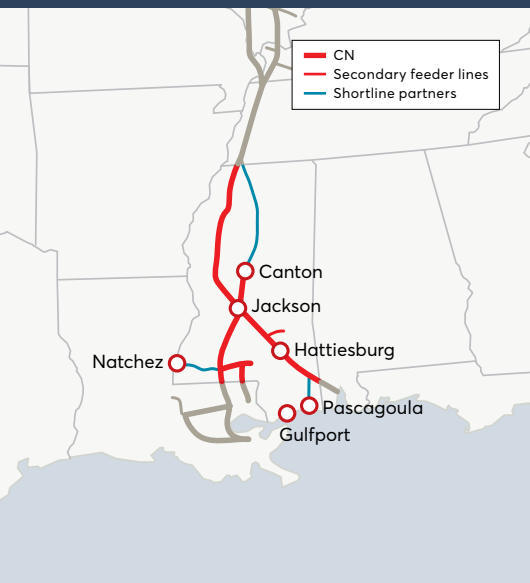 CN
Secondary feeder lines
Shortline partners
Canton
Jackson
Hattiesburg
Natchez
Pascagoula
Gulfport